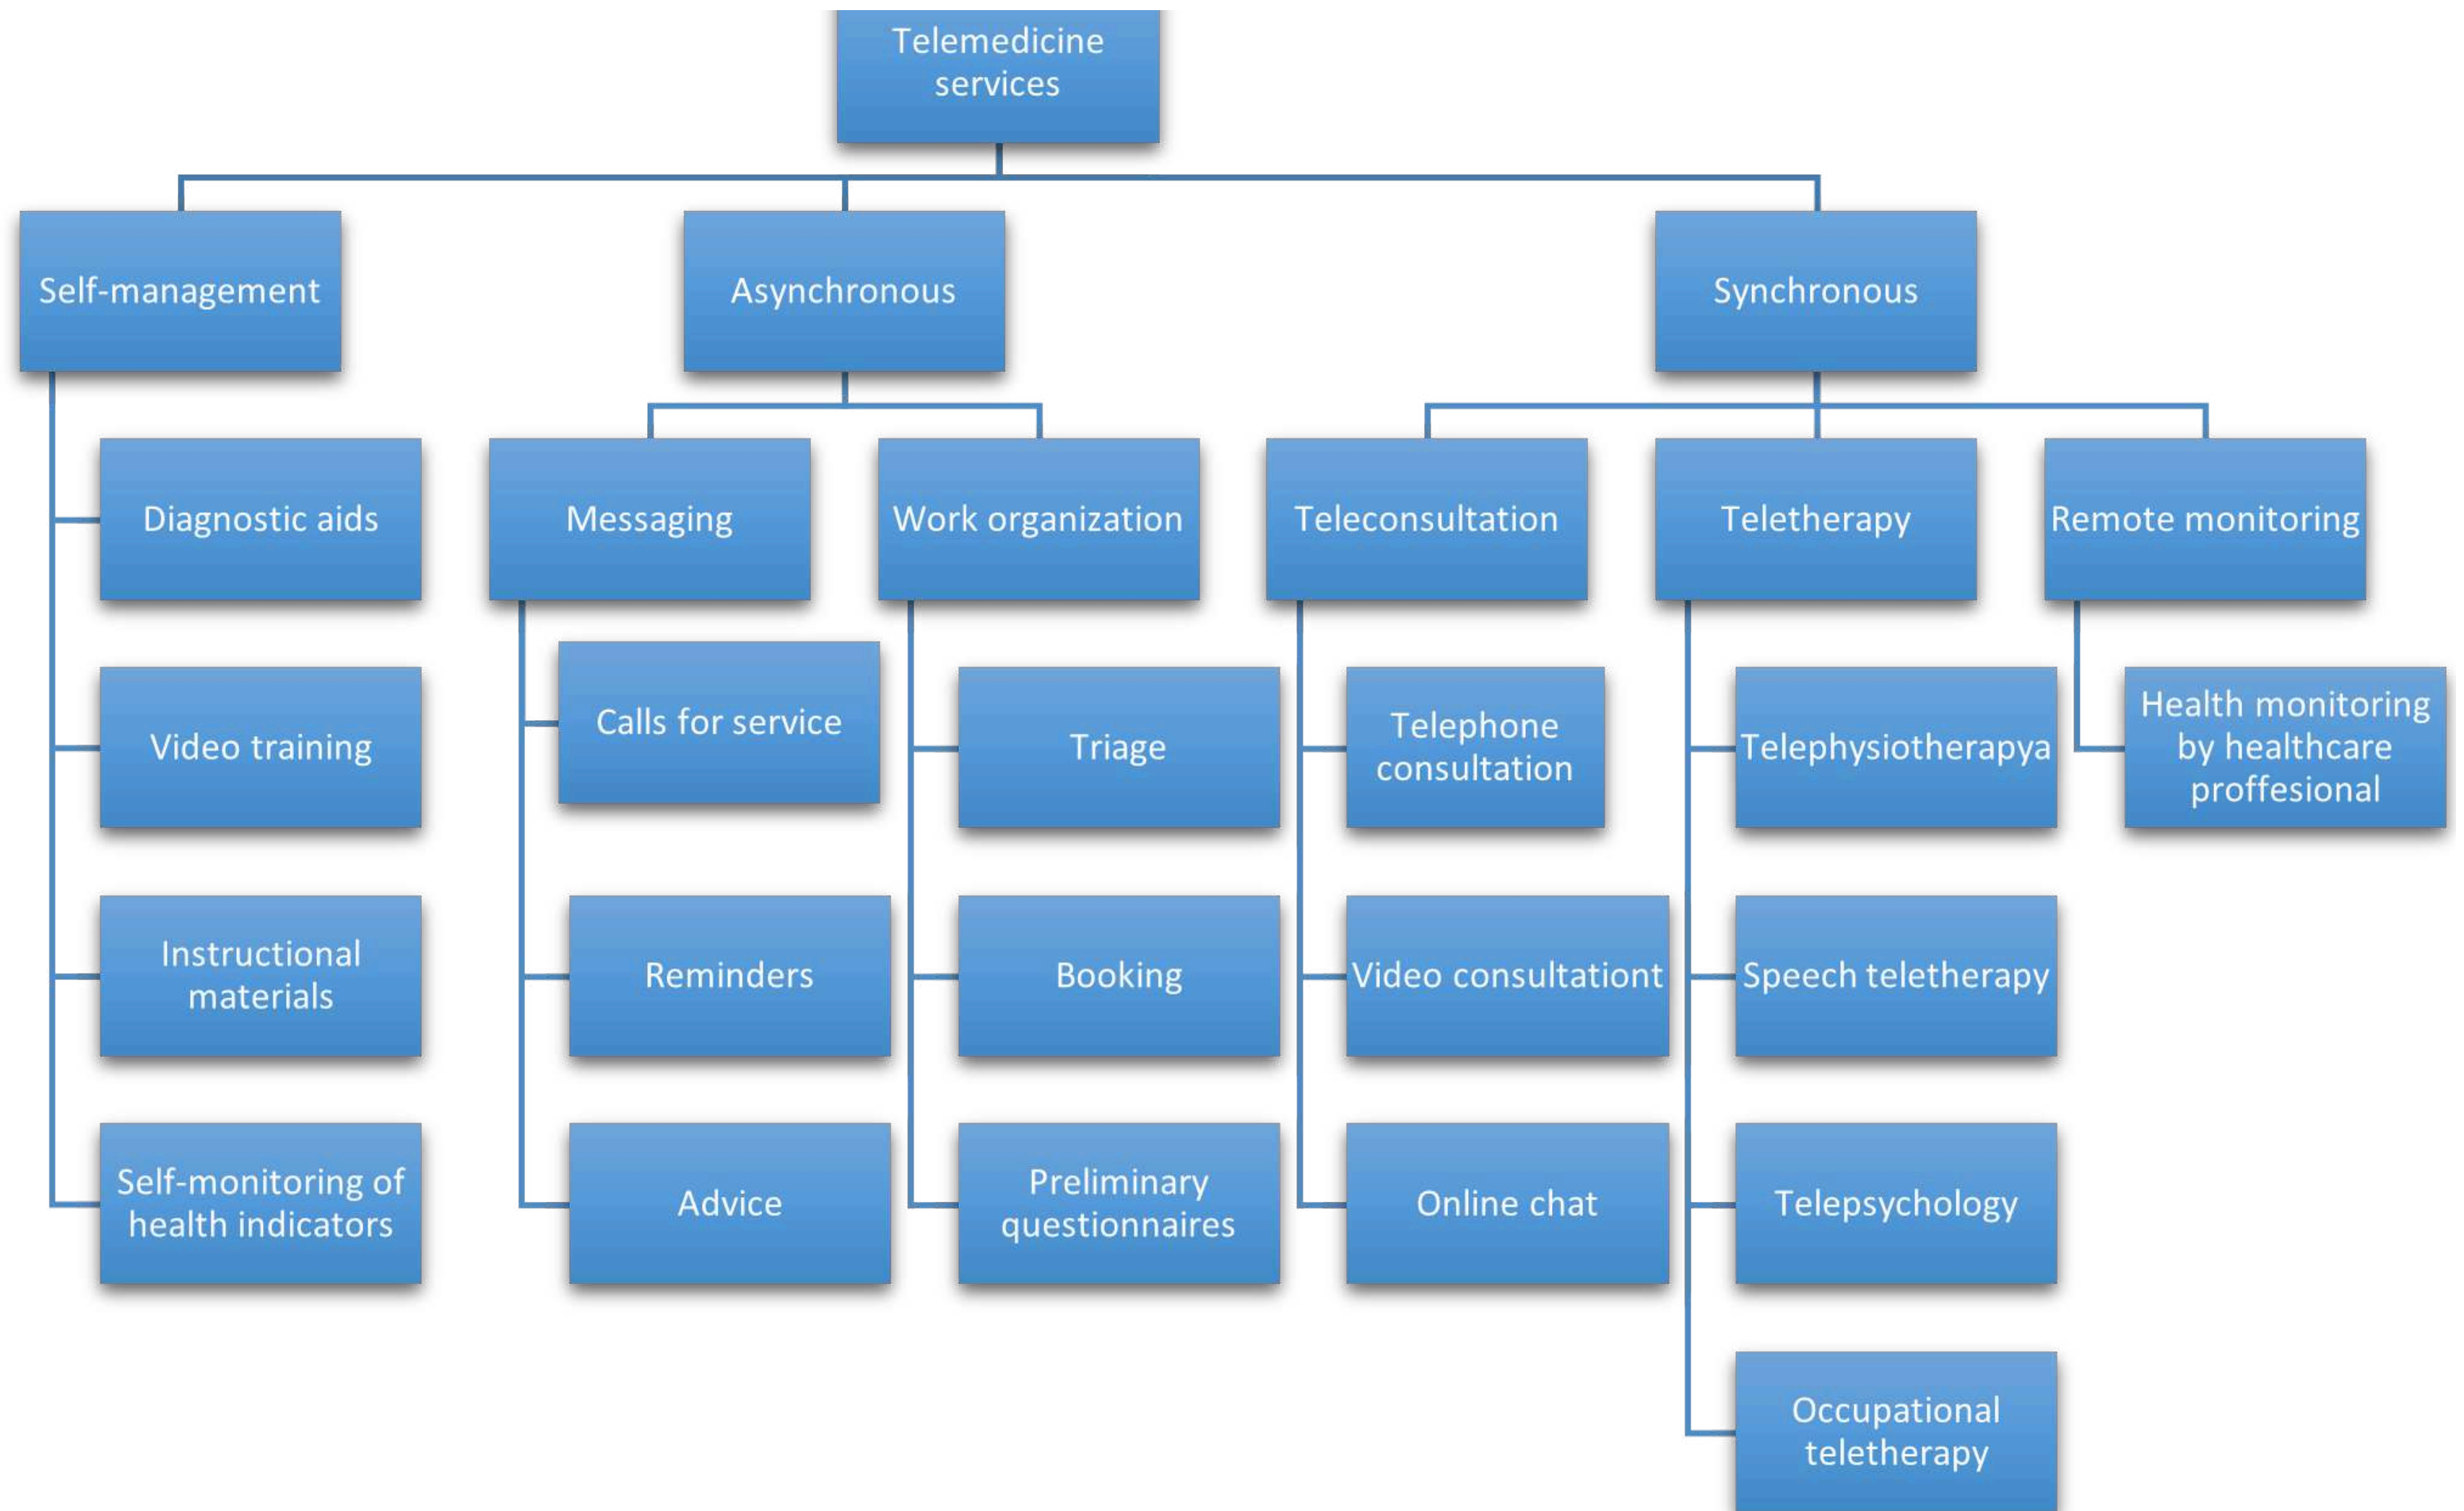 Telemedicine
services
Self-management
Asynchronous
Synchronous
Diagnostic aids
Messaging
Work organization
Teleconsultation
Teletherapy
Remote monitoring
Video training
Calls for service
Triage
Telephone
consultation
Telephysiotherapya
Health monitoring
by healthcare
proffesional
Instructional
materials
Reminders
Booking
Video consultationt
Speech teletherapy
Self-monitoring of
health indicators
Advice
Preliminary
questionnaires
Online chat
Telepsychology
Occupational
teletherapy